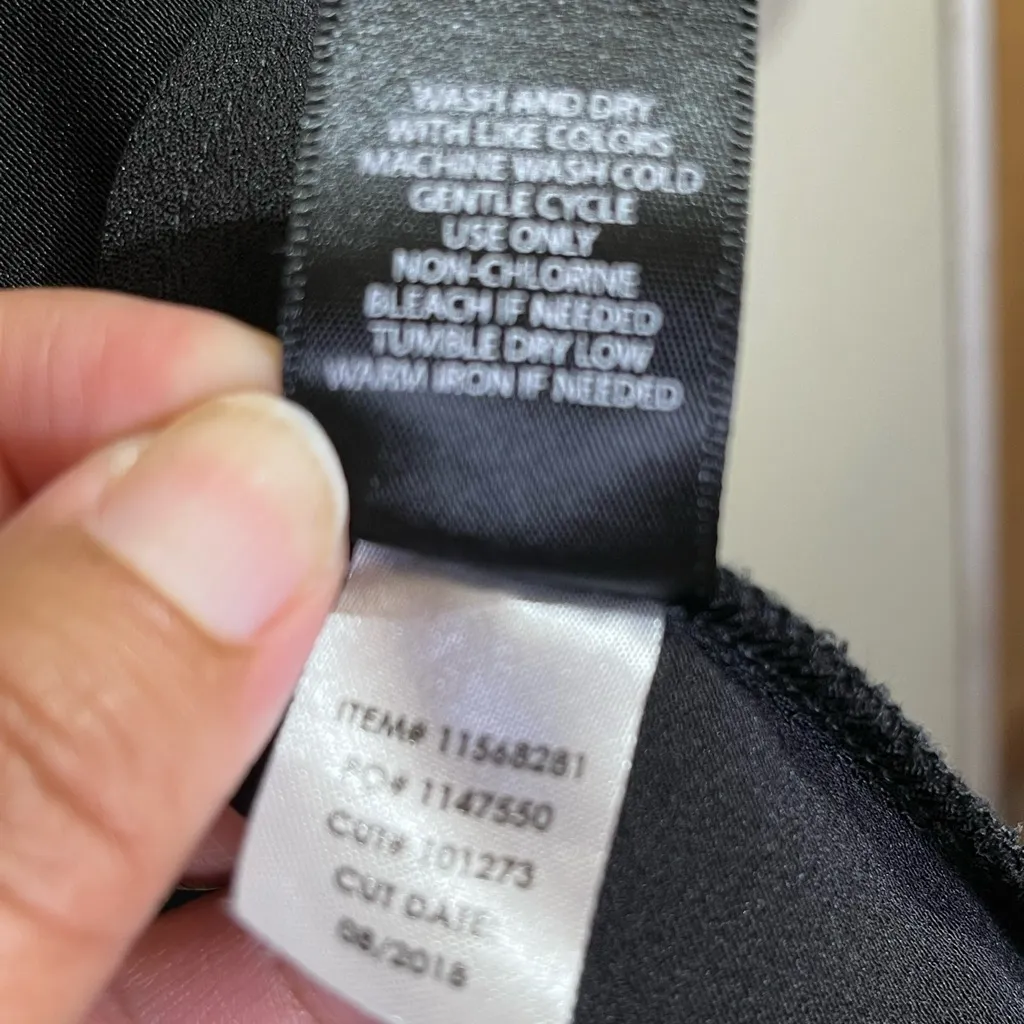 WASH AND DRY
WITH LIKE COLORS
MACHINE WASH COLD
GENTLE CYCLE
USE ONLY
NON-CHLORINE
BLEACH IF NEEDED
TUMBLE DRY LOW
WARM IRON IF NEEDED
ITEM# 11568281
PO# 1147550
CUT# 101273
CUT DATE
08/2018